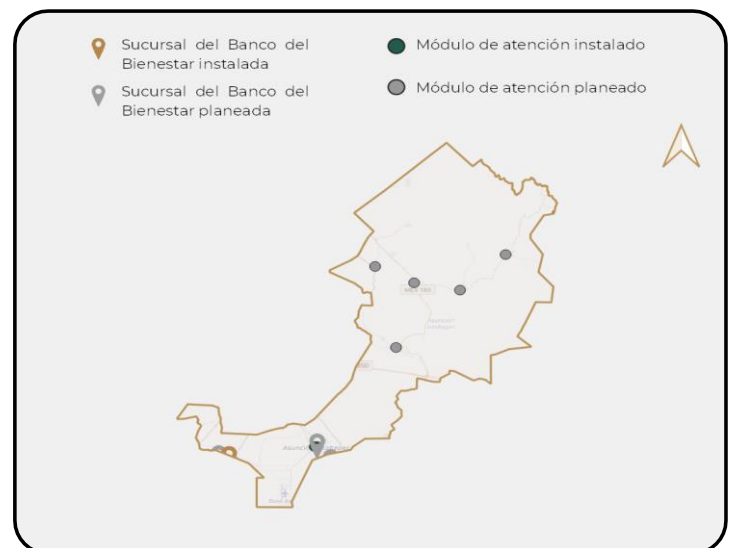 Sucursal del Banco del
Bienestar instalada
Sucursal del Banco del
Bienestar planeada
Módulo de atención instalado
Módulo de atención planeado
Asunción